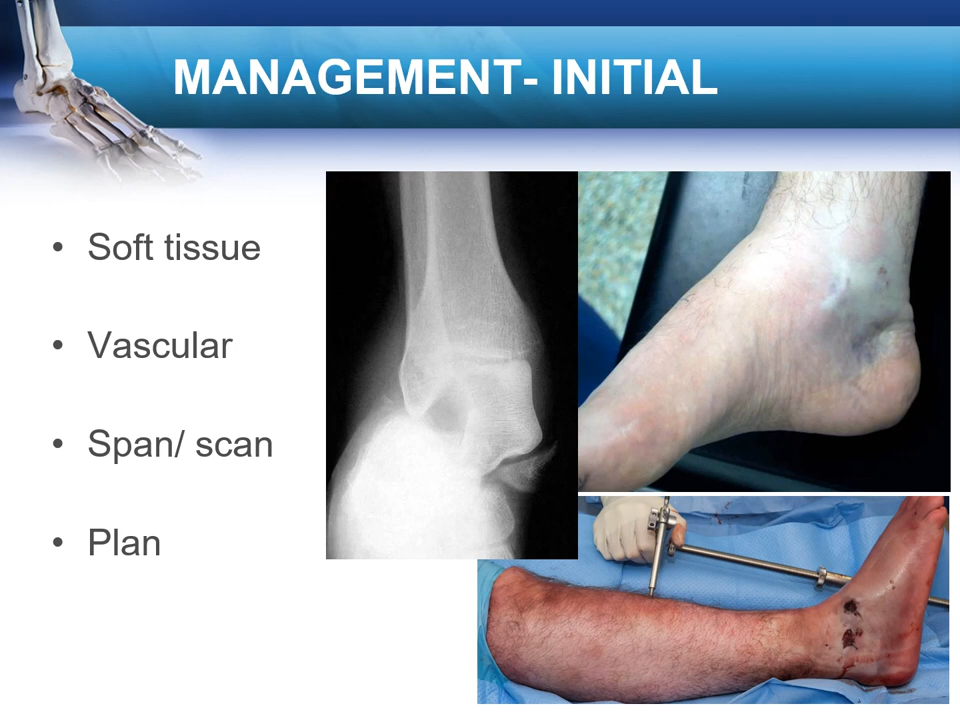 MANAGEMENT- INITIAL
• Soft tissue
• Vascular
• Span/ scan
• Plan